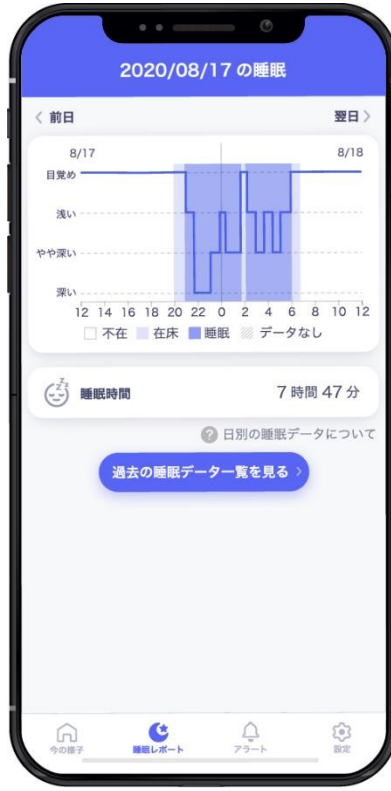 2020/08/17 の睡眠
〈 前日 翌日 〉
8/17 8/18
目覚め
浅い
やや深い
深い
12 14 16 18 20 22 0 2 4 6 8 10 12
不在 在床 睡眠 データなし
睡眠時間 7 時間 47 分
? 日別の睡眠データについて
過去の睡眠データ一覧を見る 〉
今の様子 睡眠レポート アラート 設定